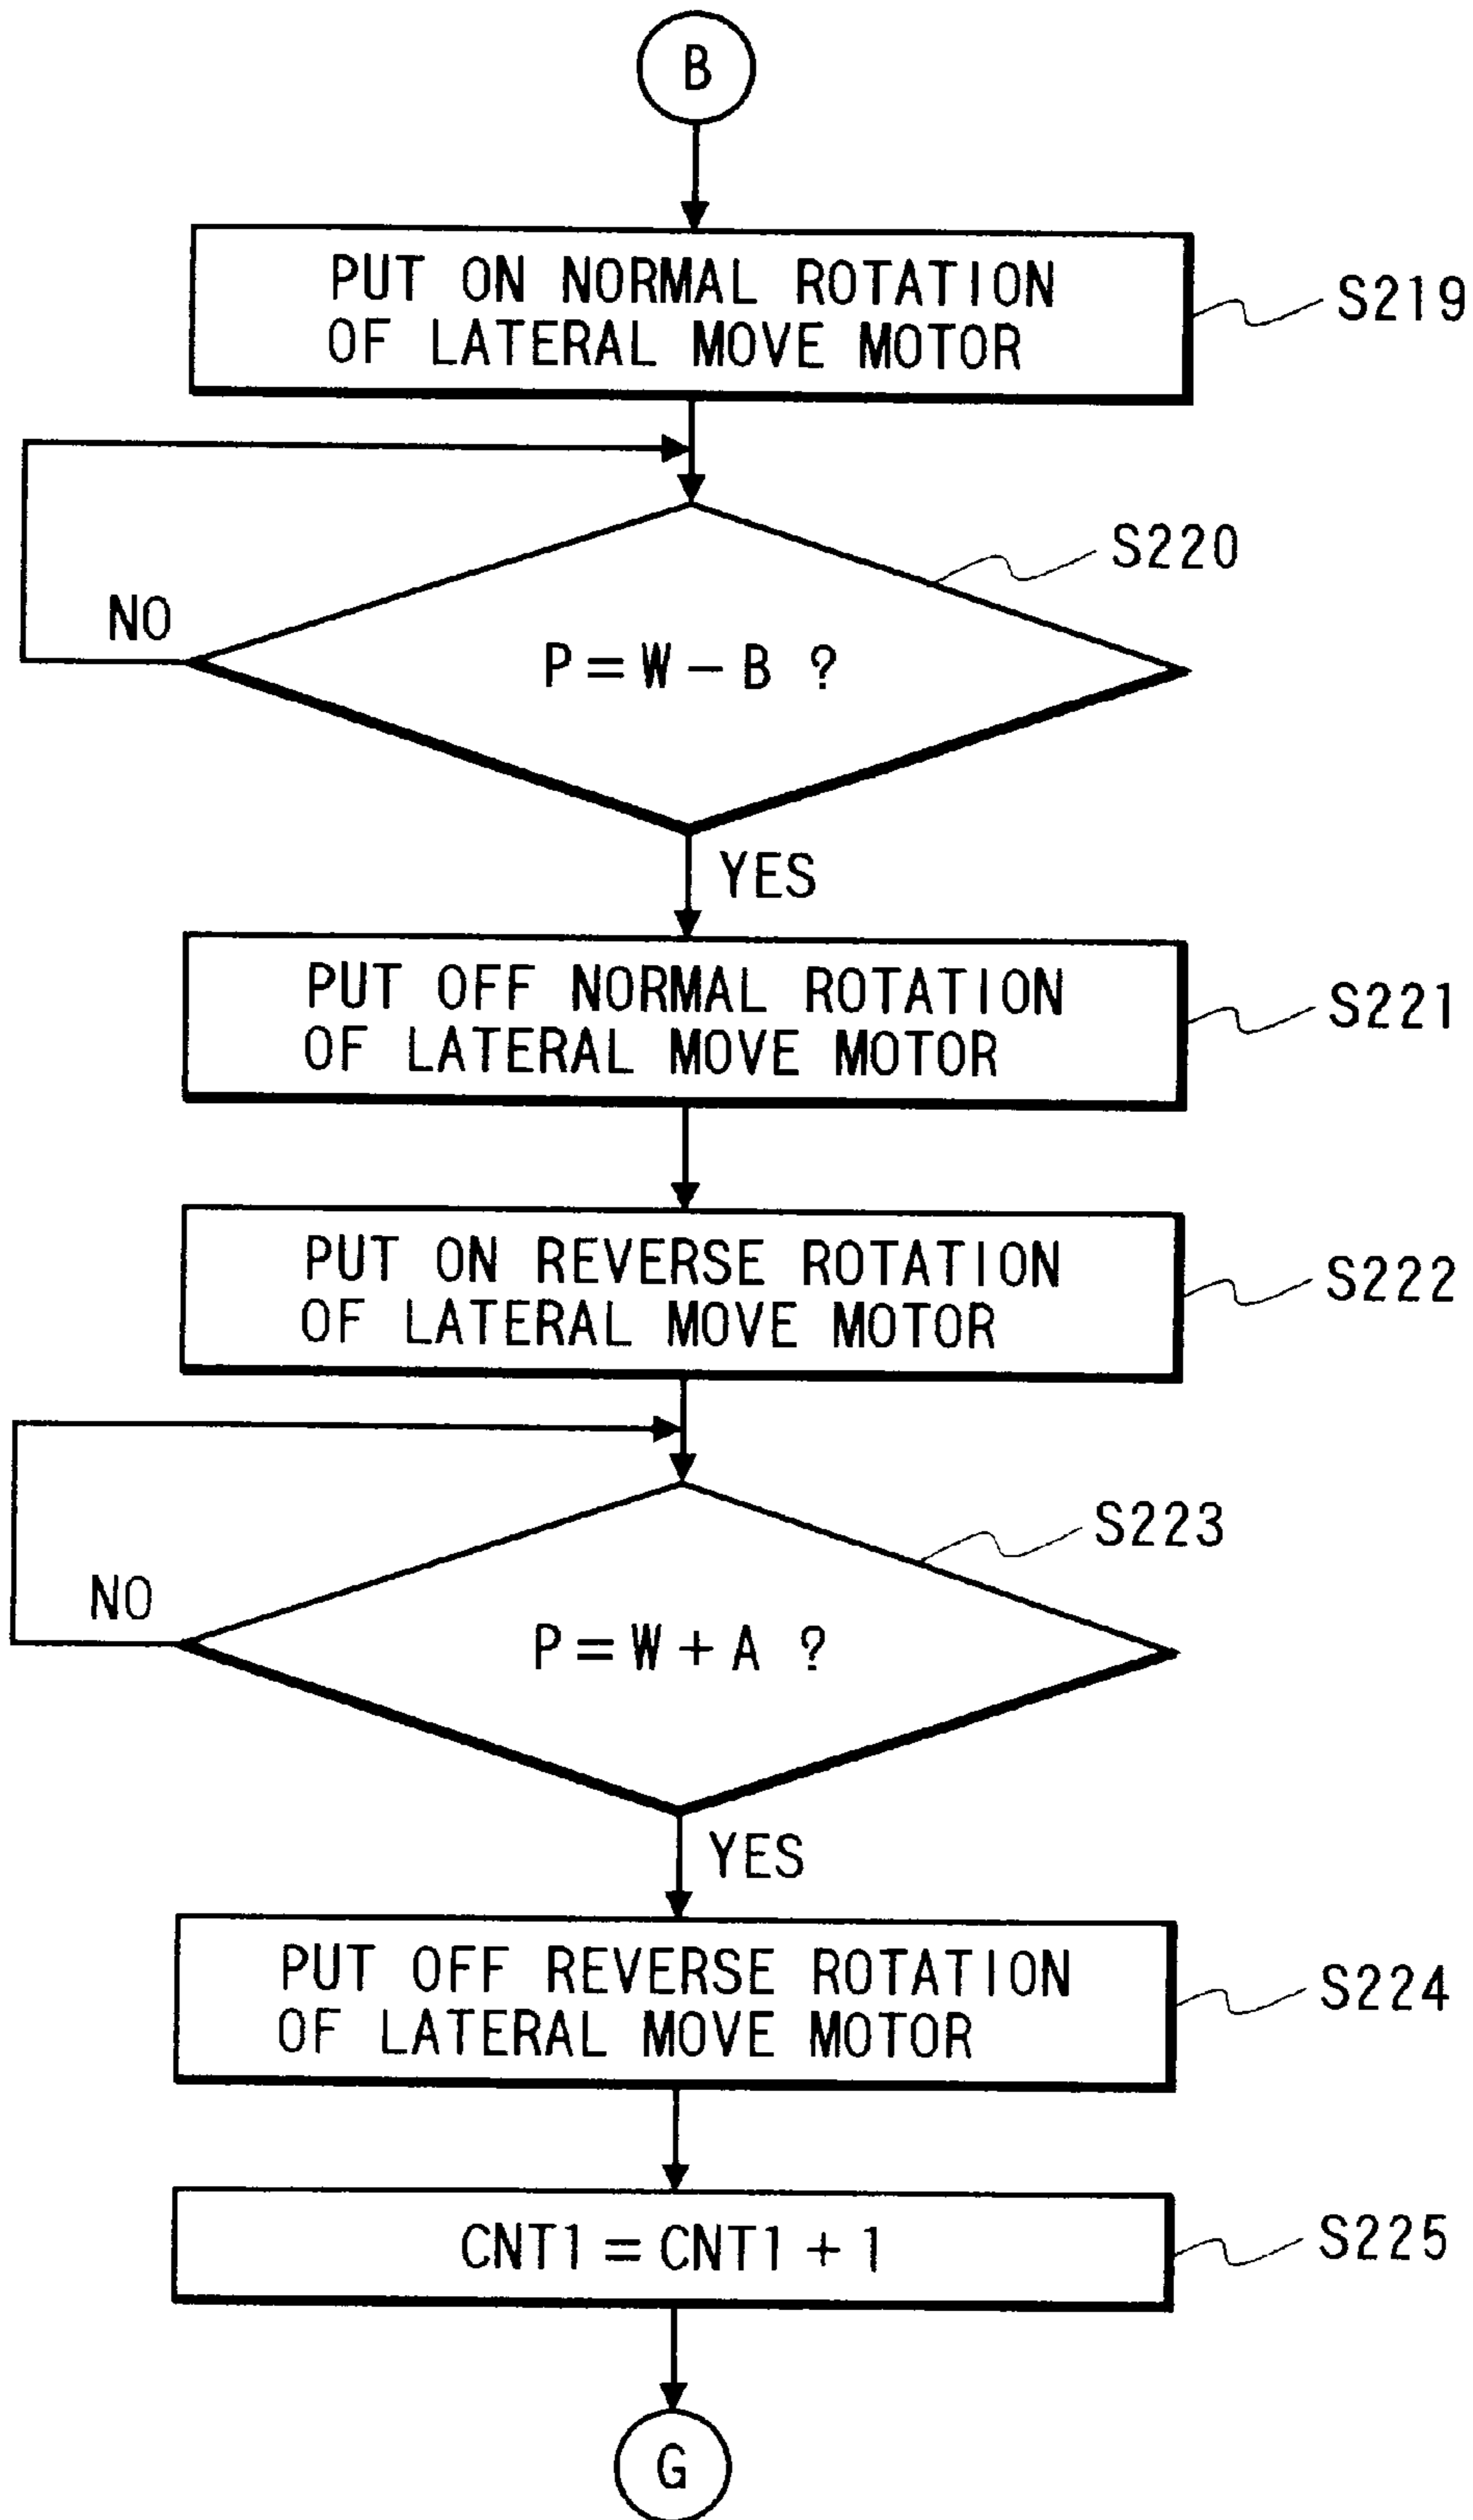 B
PUT ON NORMAL ROTATION
OF LATERAL MOVE MOTOR
S219
S220
NO
P=W-B ?
YES
PUT OFF NORMAL ROTATION
OF LATERAL MOVE MOTOR
S221
PUT ON REVERSE ROTATION
OF LATERAL MOVE MOTOR
S222
S223
NO
P=W+A ?
YES
PUT OFF REVERSE ROTATION
OF LATERAL MOVE MOTOR
S224
CNT1=CNT1+1
S225
G